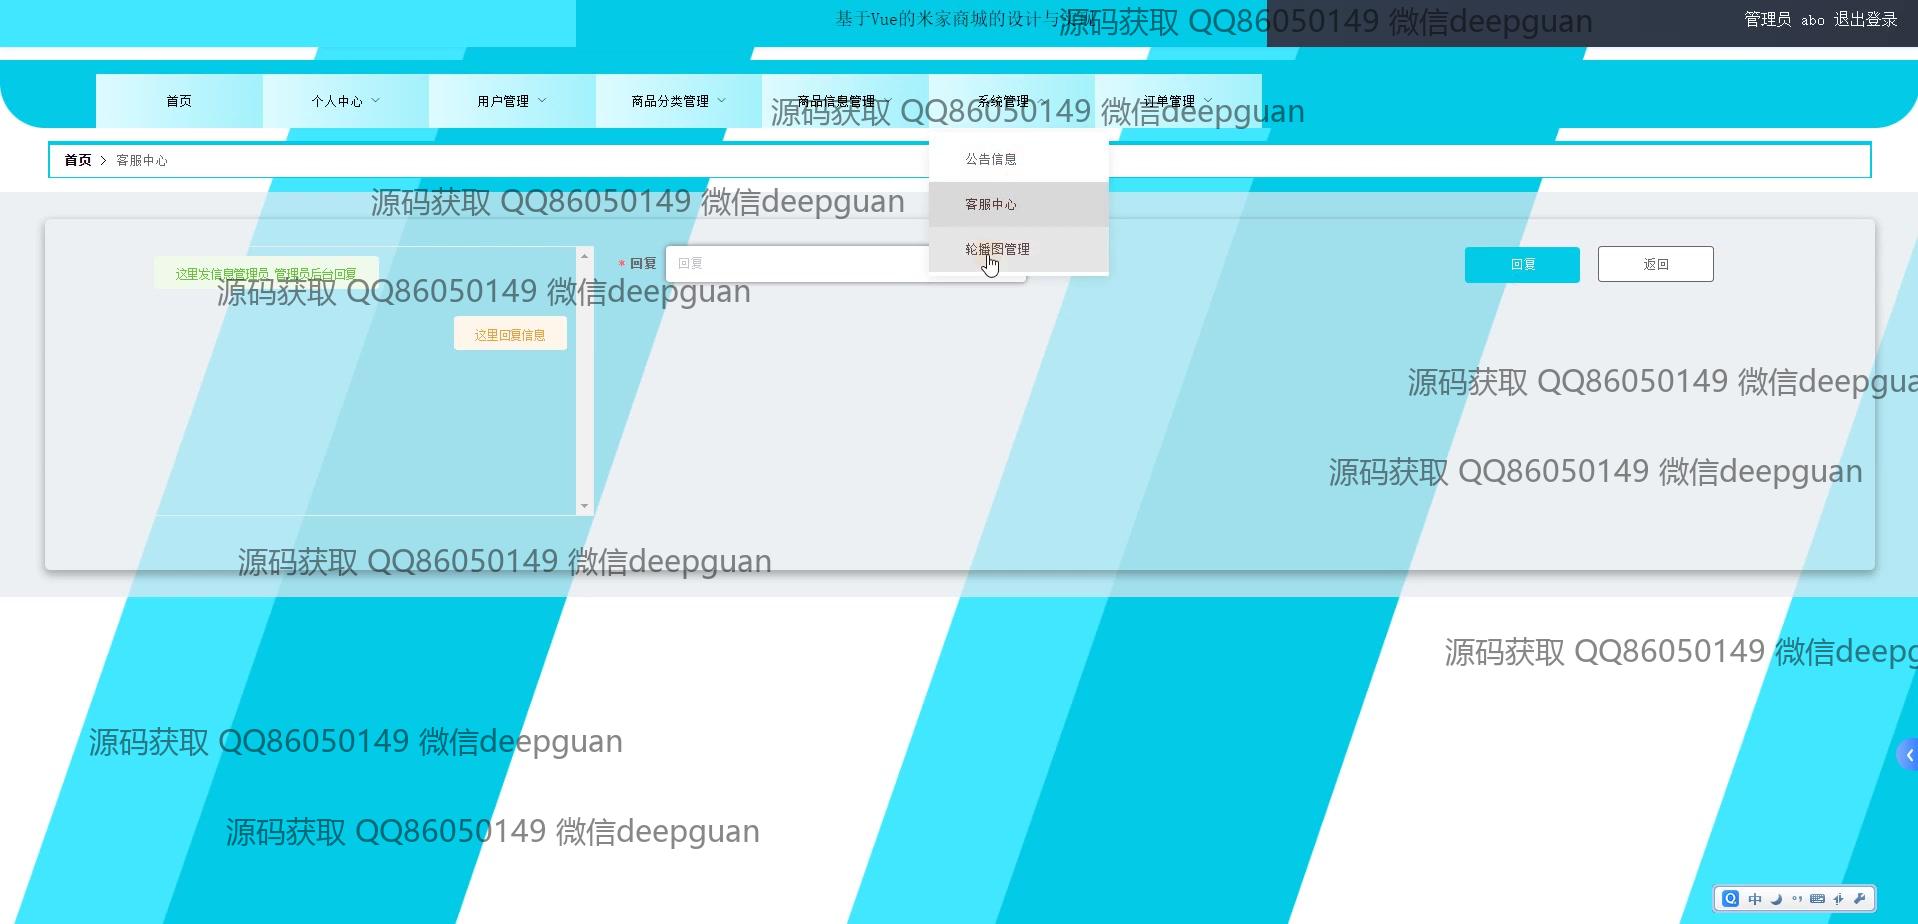 基于Vue的米家商城的设计与实现
源码获取 QQ86050149 微信deepguan
管理员 abo 退出登录
首页
个人中心
用户管理
商品分类管理
商品信息管理
系统管理
订单管理
源码获取 QQ86050149 微信deepguan
首页 > 客服中心
公告信息
客服中心
轮播图管理
源码获取 QQ86050149 微信deepguan
这里发信息管理员 管理员后台回复
* 回复
回复
回复
返回
源码获取 QQ86050149 微信deepguan
这里回复信息
源码获取 QQ86050149 微信deepgua
源码获取 QQ86050149 微信deepguan
源码获取 QQ86050149 微信deepguan
源码获取 QQ86050149 微信deepg
源码获取 QQ86050149 微信deepguan
源码获取 QQ86050149 微信deepguan
中